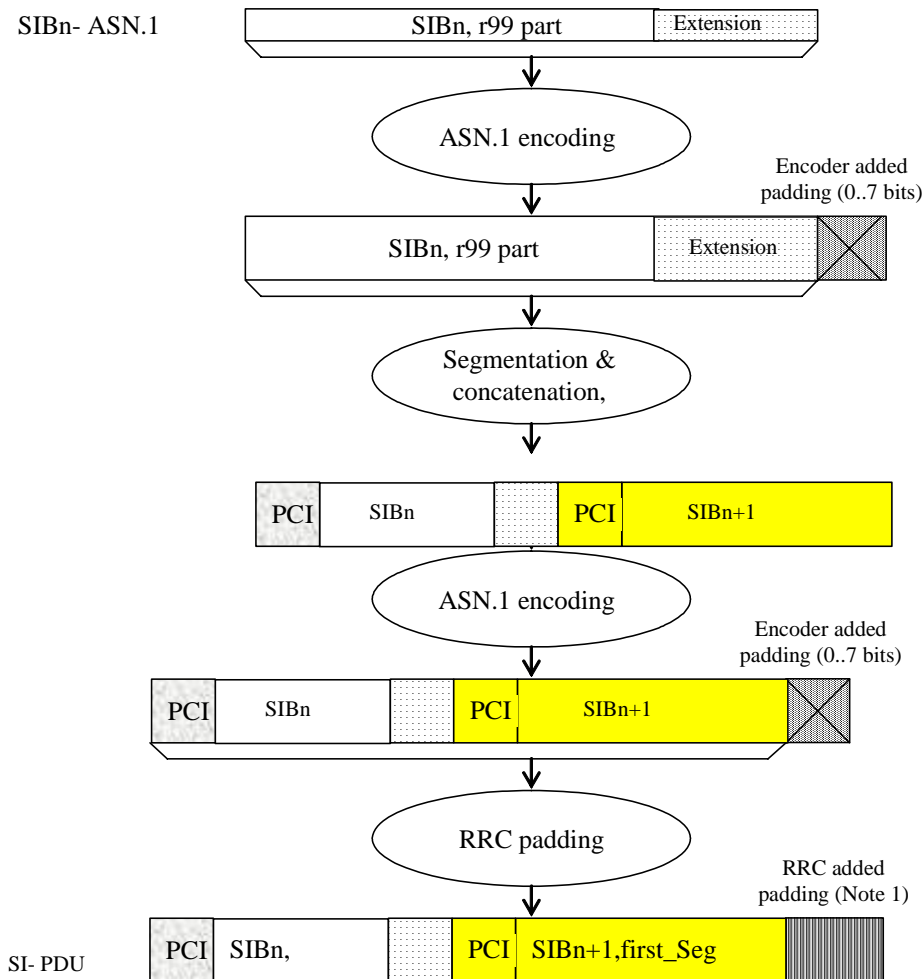 SIBn- ASN.1
SIBn, r99 part
Extension
ASN.1 encoding
Encoder added
padding (0..7 bits)
SIBn, r99 part
Extension
Segmentation &
concatenation,
PCI
SIBn
PCI
SIBn+1
ASN.1 encoding
Encoder added
padding (0..7 bits)
PCI
SIBn
PCI
SIBn+1
RRC padding
RRC added
padding (Note 1)
SI- PDU
PCI
SIBn,
PCI
SIBn+1,first_Seg